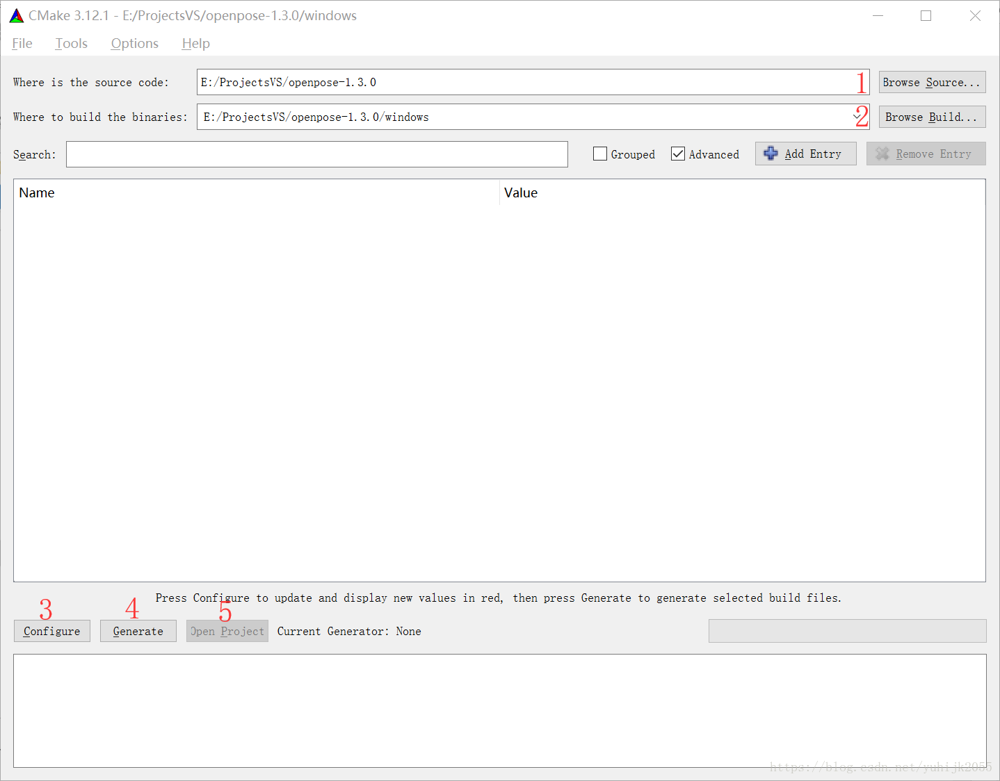 CMake 3.12.1 - E:/ProjectsVS/openpose-1.3.0/windows
File Tools Options Help
Where is the source code: E:/ProjectsVS/openpose-1.3.0 1 Browse Source...
Where to build the binaries: E:/ProjectsVS/openpose-1.3.0/windows 2 Browse Build...
Search: Grouped Advanced Add Entry Remove Entry
Name Value
Press Configure to update and display new values in red, then press Generate to generate selected build files.
3 4 5
Configure Generate Open Project Current Generator: None
https://blog.csdn.net/yuhijk2055